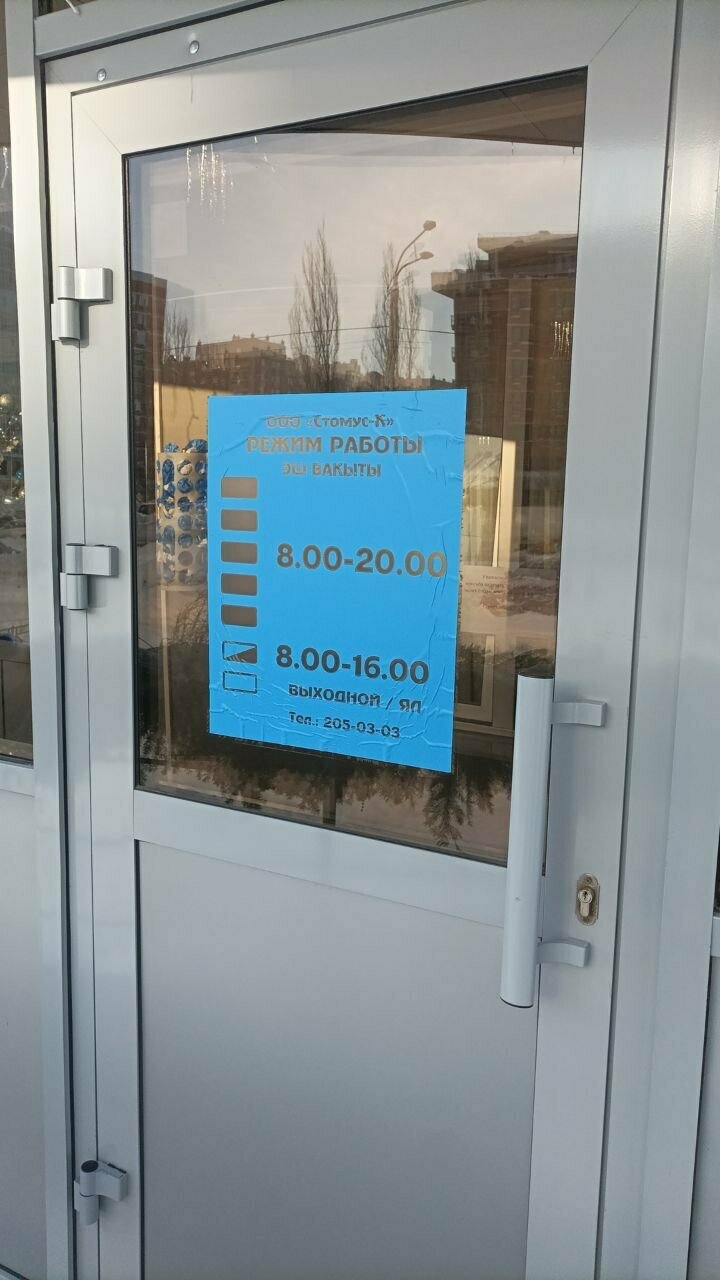 ООО «Стомус-К»
РЕЖИМ РАБОТЫ
ЭШ ВАКЫТЫ
8.00-20.00
8.00-16.00
ВЫХОДНОЙ / ЯЛ
Тел.: 205-03-03